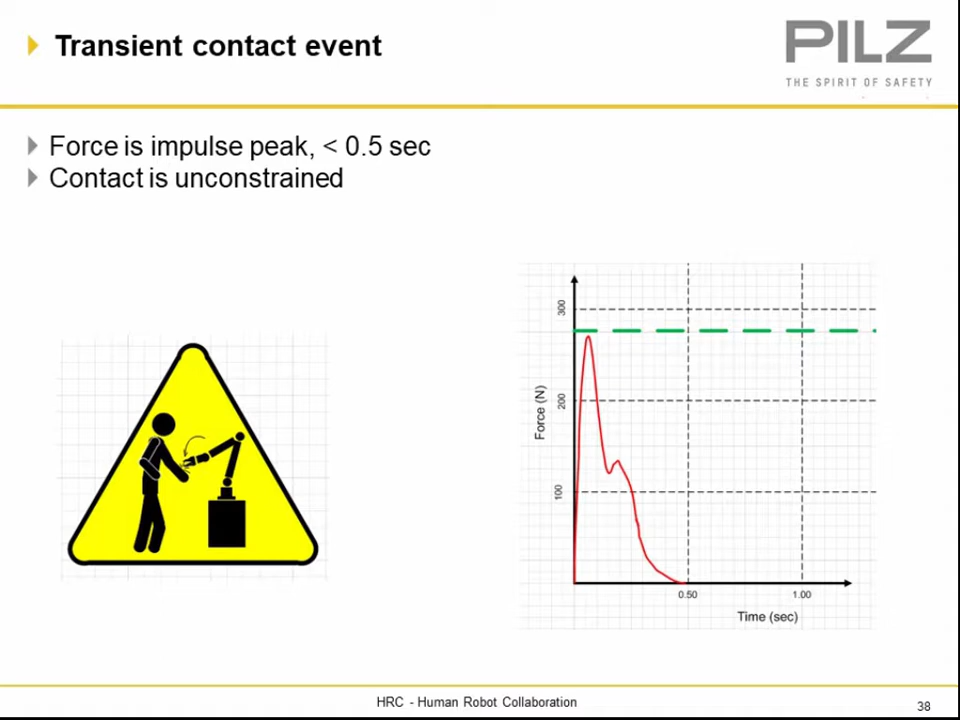 Transient contact event
PILZ
THE SPIRIT OF SAFETY
Force is impulse peak, < 0.5 sec
Contact is unconstrained
300
200
100
Force (N)
0.50
1.00
Time (sec)
HRC - Human Robot Collaboration
38